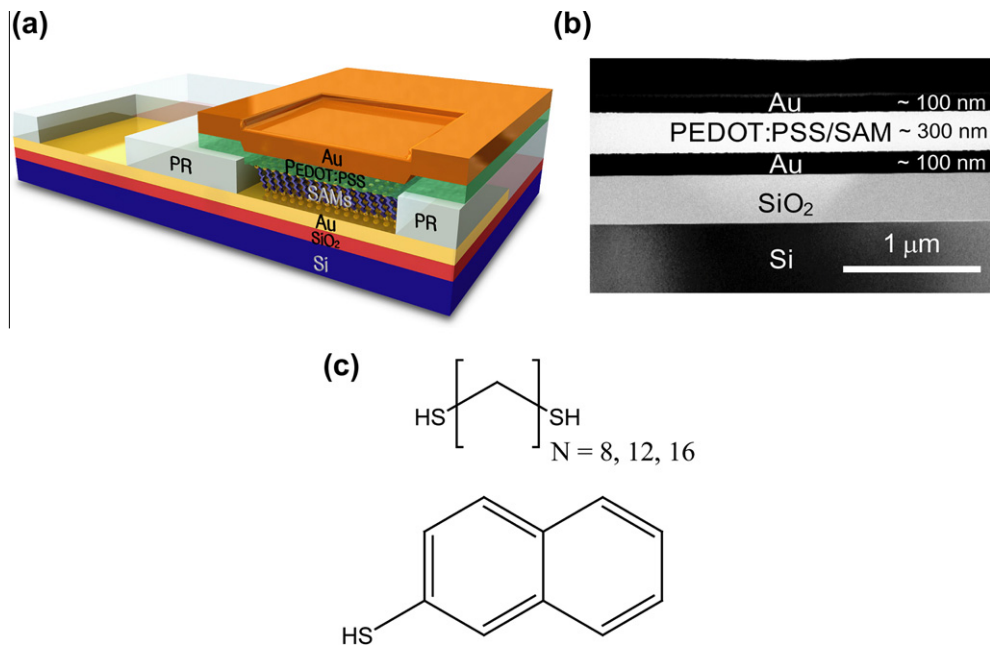 (a)
Au
PEDOT:PSS
SAMs
PR
PR
Au
SiO₂
Si
(b)
Au ~ 100 nm
PEDOT:PSS/SAM ~ 300 nm
Au ~ 100 nm
SiO₂
Si
1 μm
(c)
HS SH
N = 8, 12, 16
HS